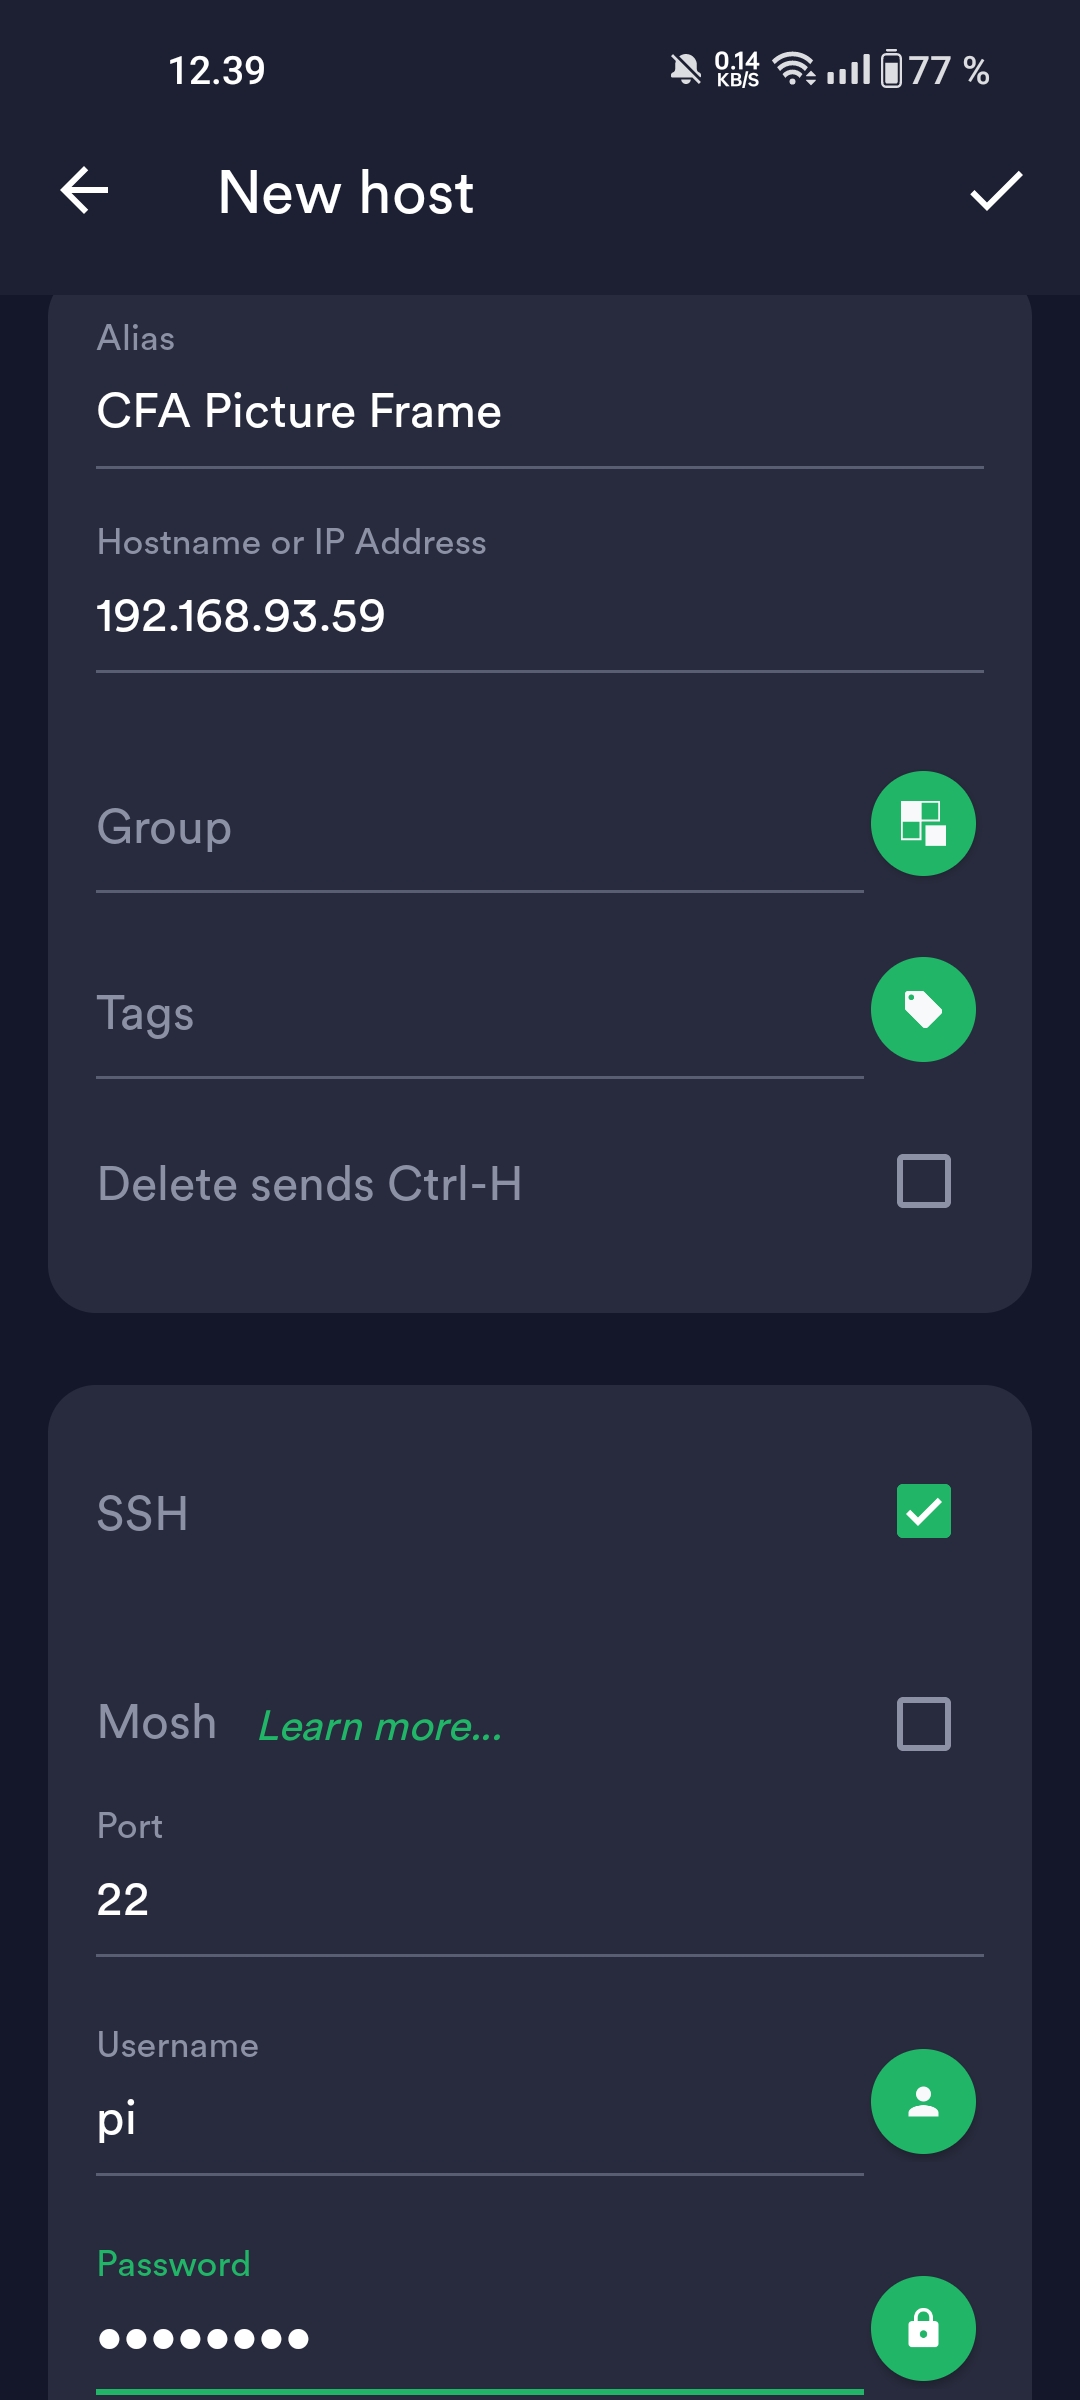 12.39
0.14
KB/S
77 %
New host
Alias
CFA Picture Frame
Hostname or IP Address
192.168.93.59
Group
Tags
Delete sends Ctrl-H
SSH
Mosh Learn more...
Port
22
Username
pi
Password
••••••••